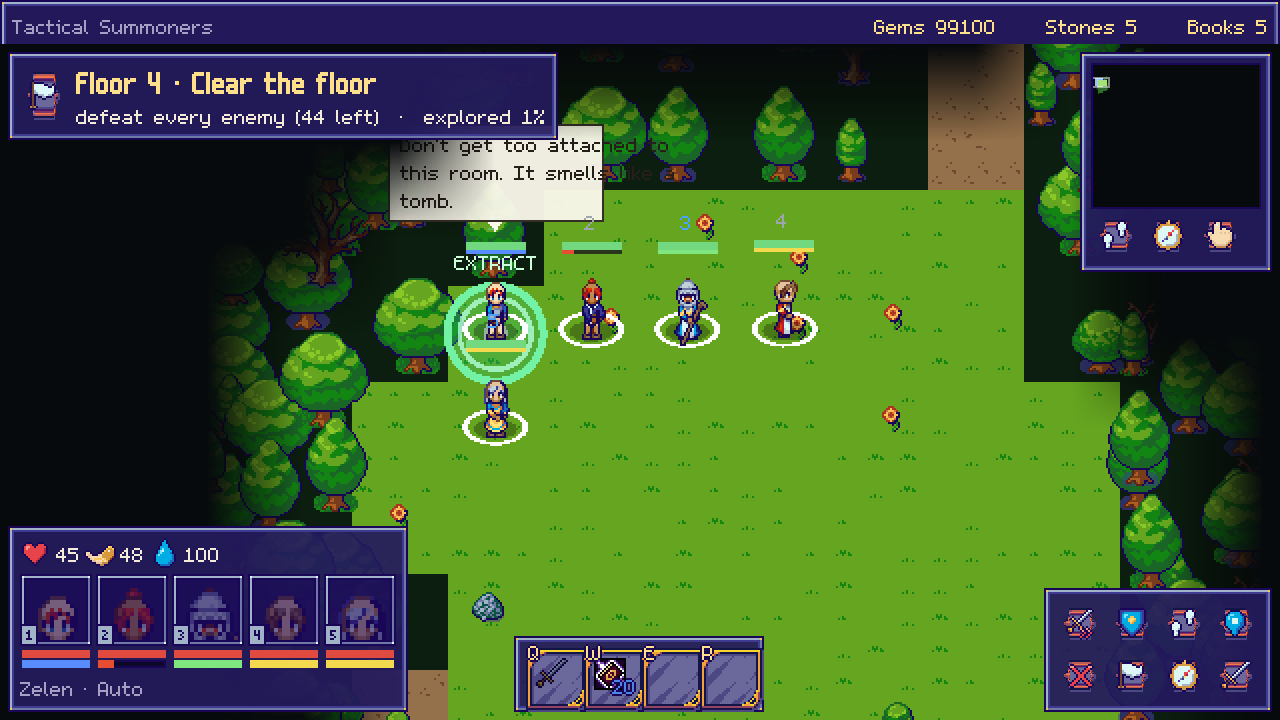 Tactical Summoners
Gems 99100
Stones 5
Books 5
Floor 4 · Clear the floor
defeat every enemy (44 left) · explored 1%
Don't get too attached to
this room. It smells like
tomb.
2
3
4
EXTRACT
45
48
100
1
2
3
4
5
Zelen · Auto
Q
W
E
R
20